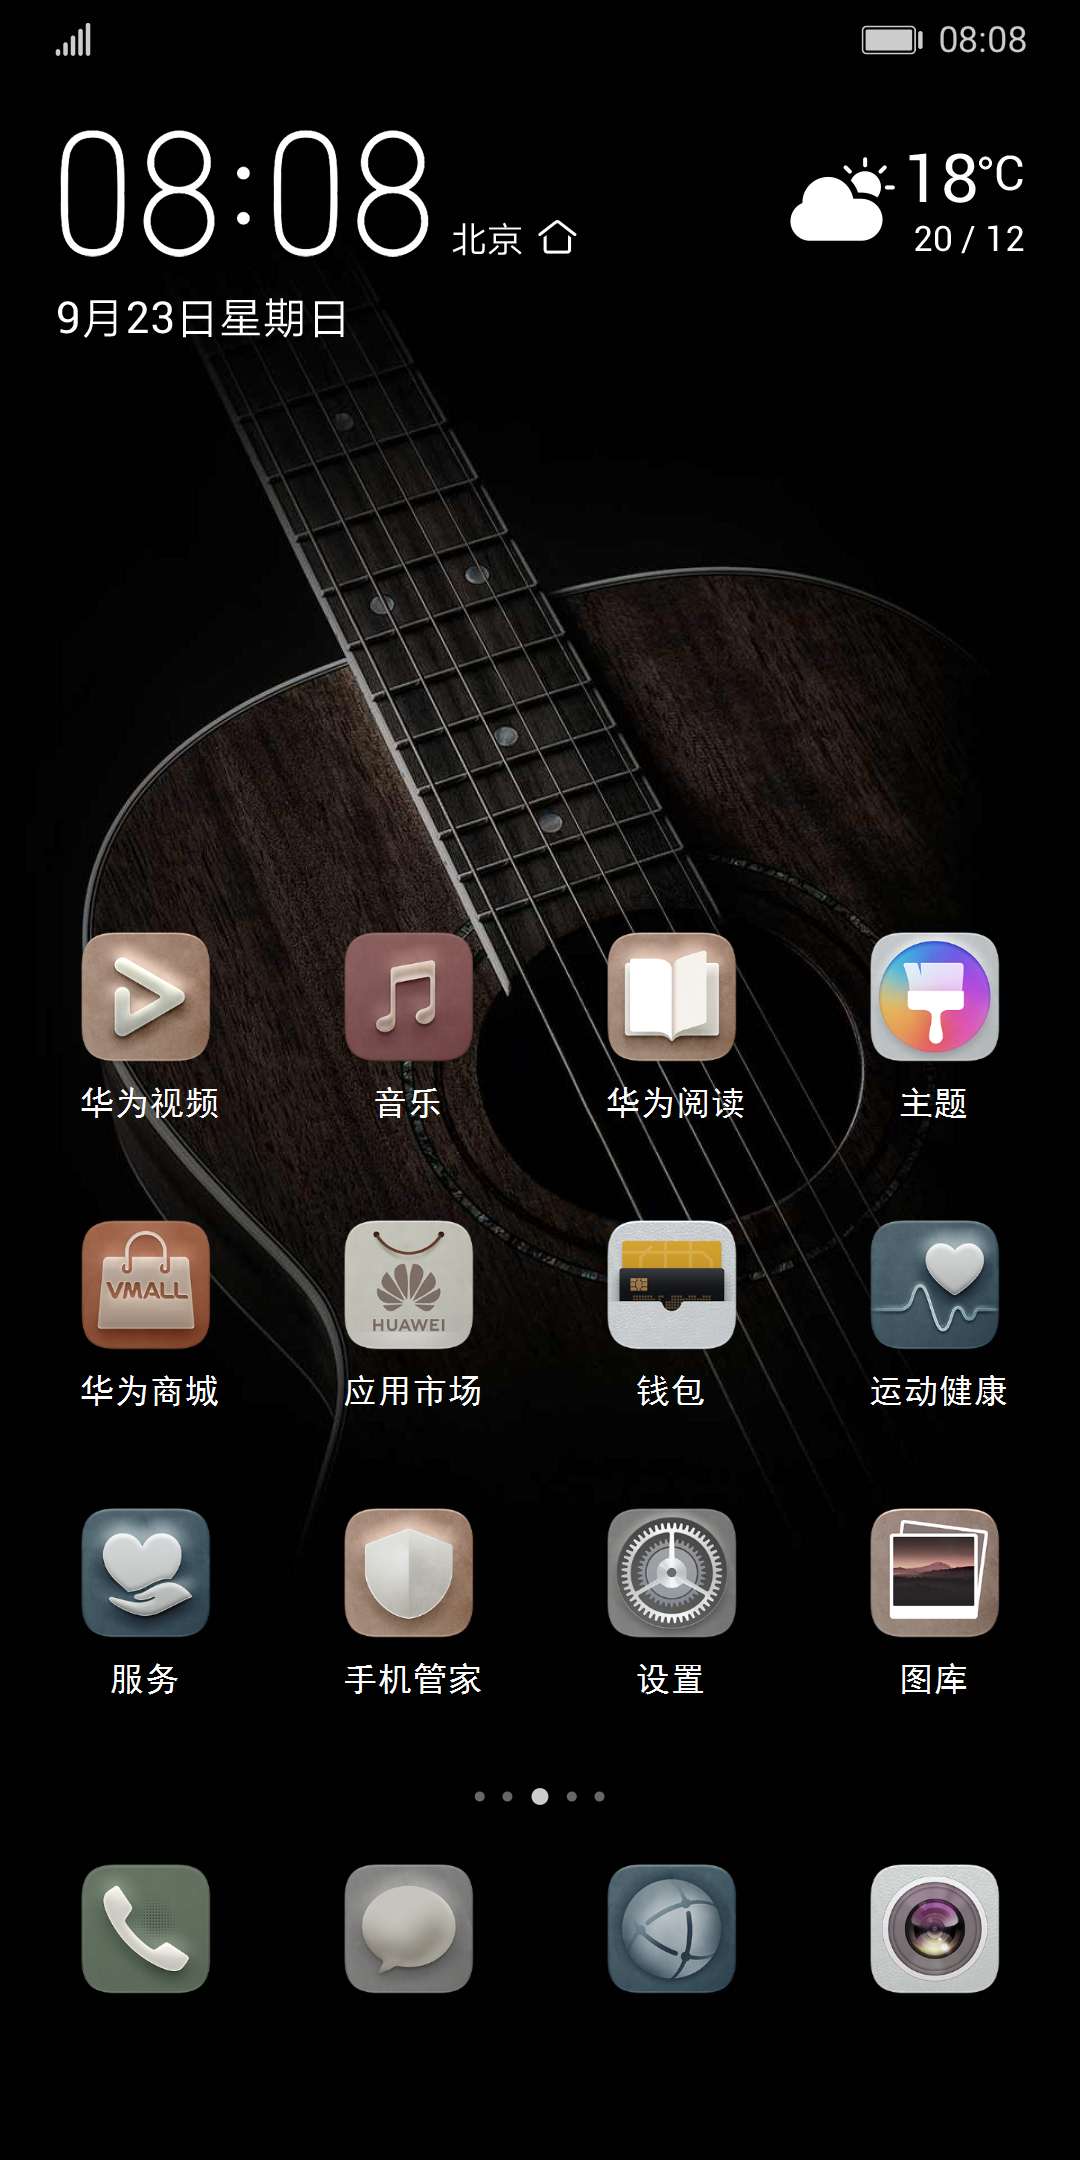 08:08
08:08
北京
18°C
20 / 12
9月23日星期日
华为视频
音乐
华为阅读
主题
VMALL
HUAWEI
华为商城
应用市场
钱包
运动健康
服务
手机管家
设置
图库